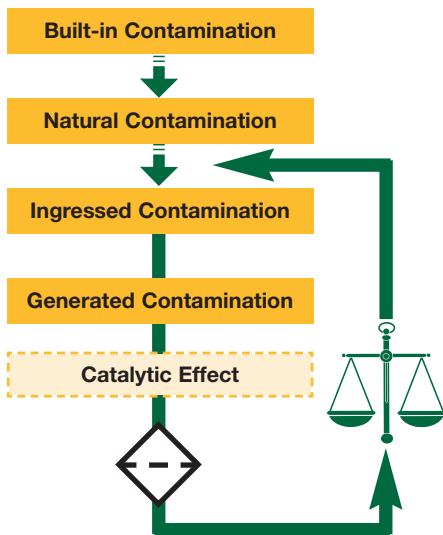 Built-in Contamination
Natural Contamination
Ingressed Contamination
Generated Contamination
Catalytic Effect